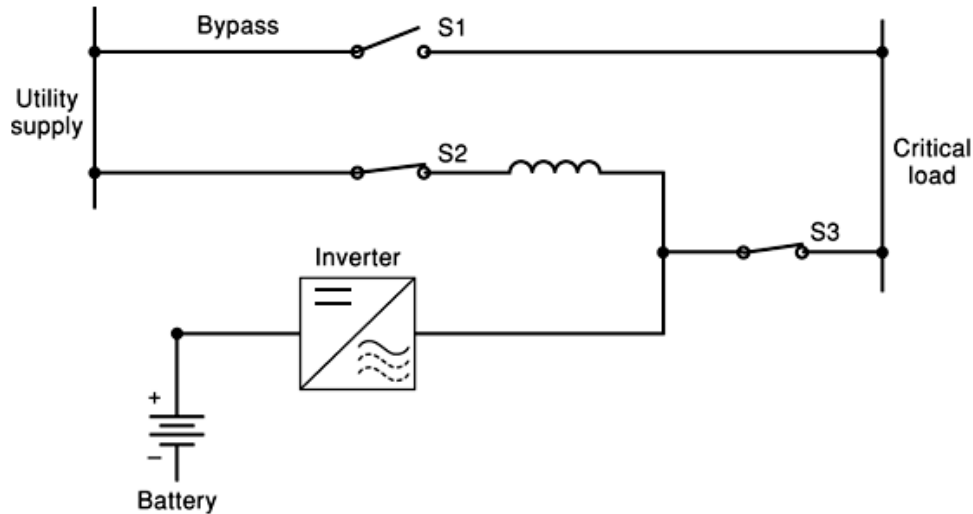 Bypass
S1
Utility
supply
S2
Critical
load
S3
Inverter
+
–
Battery